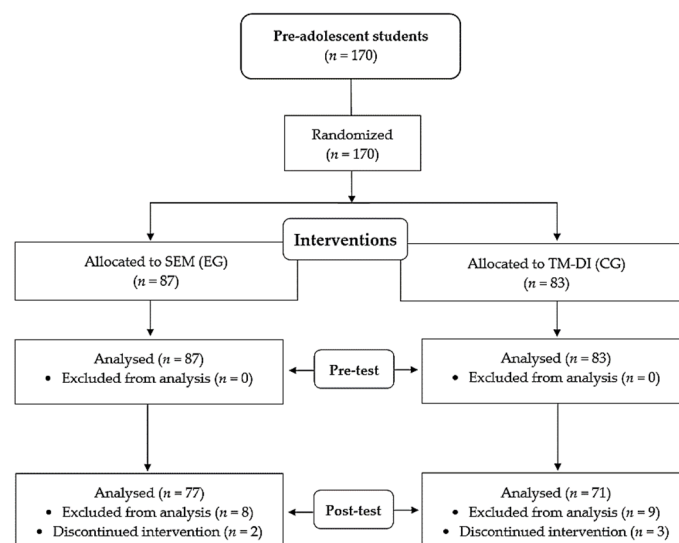 Pre-adolescent students
(n = 170)
Randomized
(n = 170)
Interventions
Allocated to SEM (EG)
(n = 87)
Allocated to TM-DI (CG)
(n = 83)
Analysed (n = 87)
• Excluded from analysis (n = 0)
Pre-test
Analysed (n = 83)
• Excluded from analysis (n = 0)
Analysed (n = 77)
• Excluded from analysis (n = 8)
• Discontinued intervention (n = 2)
Post-test
Analysed (n = 71)
• Excluded from analysis (n = 9)
• Discontinued intervention (n = 3)